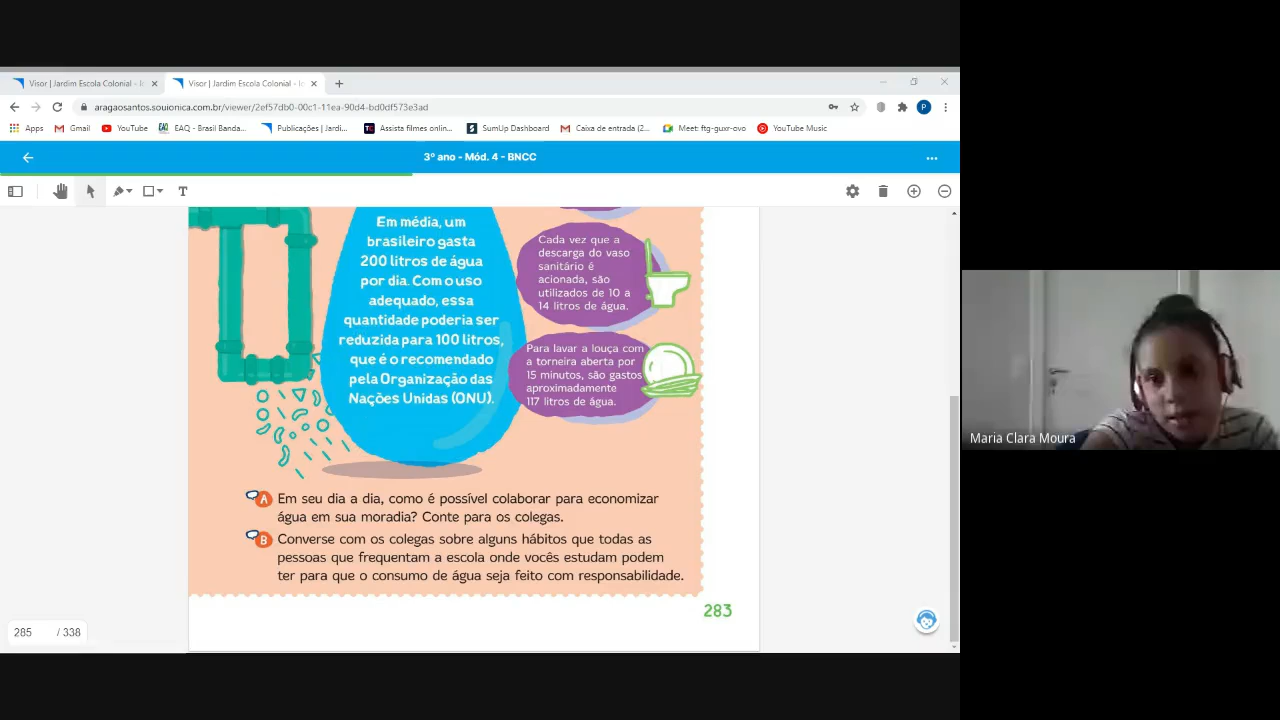 Visor | Jardim Escola Colonial - I
Visor | Jardim Escola Colonial - I
aragaosantos.souionica.com.br/viewer/2ef57db0-00c1-11ea-90d4-bd0df573e3ad
P
Apps
Gmail
YouTube
EAQ - Brasil Banda...
Publicações | Jardi...
Assista filmes onlin...
SumUp Dashboard
Caixa de entrada (2...
Meet: ftg-guxr-ovo
YouTube Music
3º ano - Mód. 4 - BNCC
T
Em média, um
brasileiro gasta
200 litros de água
por dia. Com o uso
adequado, essa
quantidade poderia ser
reduzida para 100 litros,
que é o recomendado
pela Organização das
Nações Unidas (ONU).
Cada vez que a
descarga do vaso
sanitário é
acionada, são
utilizados de 10 a
14 litros de água.
Para lavar a louça com
a torneira aberta por
15 minutos, são gastos
aproximadamente
117 litros de água.
A Em seu dia a dia, como é possível colaborar para economizar
água em sua moradia? Conte para os colegas.
B Converse com os colegas sobre alguns hábitos que todas as
pessoas que frequentam a escola onde vocês estudam podem
ter para que o consumo de água seja feito com responsabilidade.
283
285 / 338
Maria Clara Moura